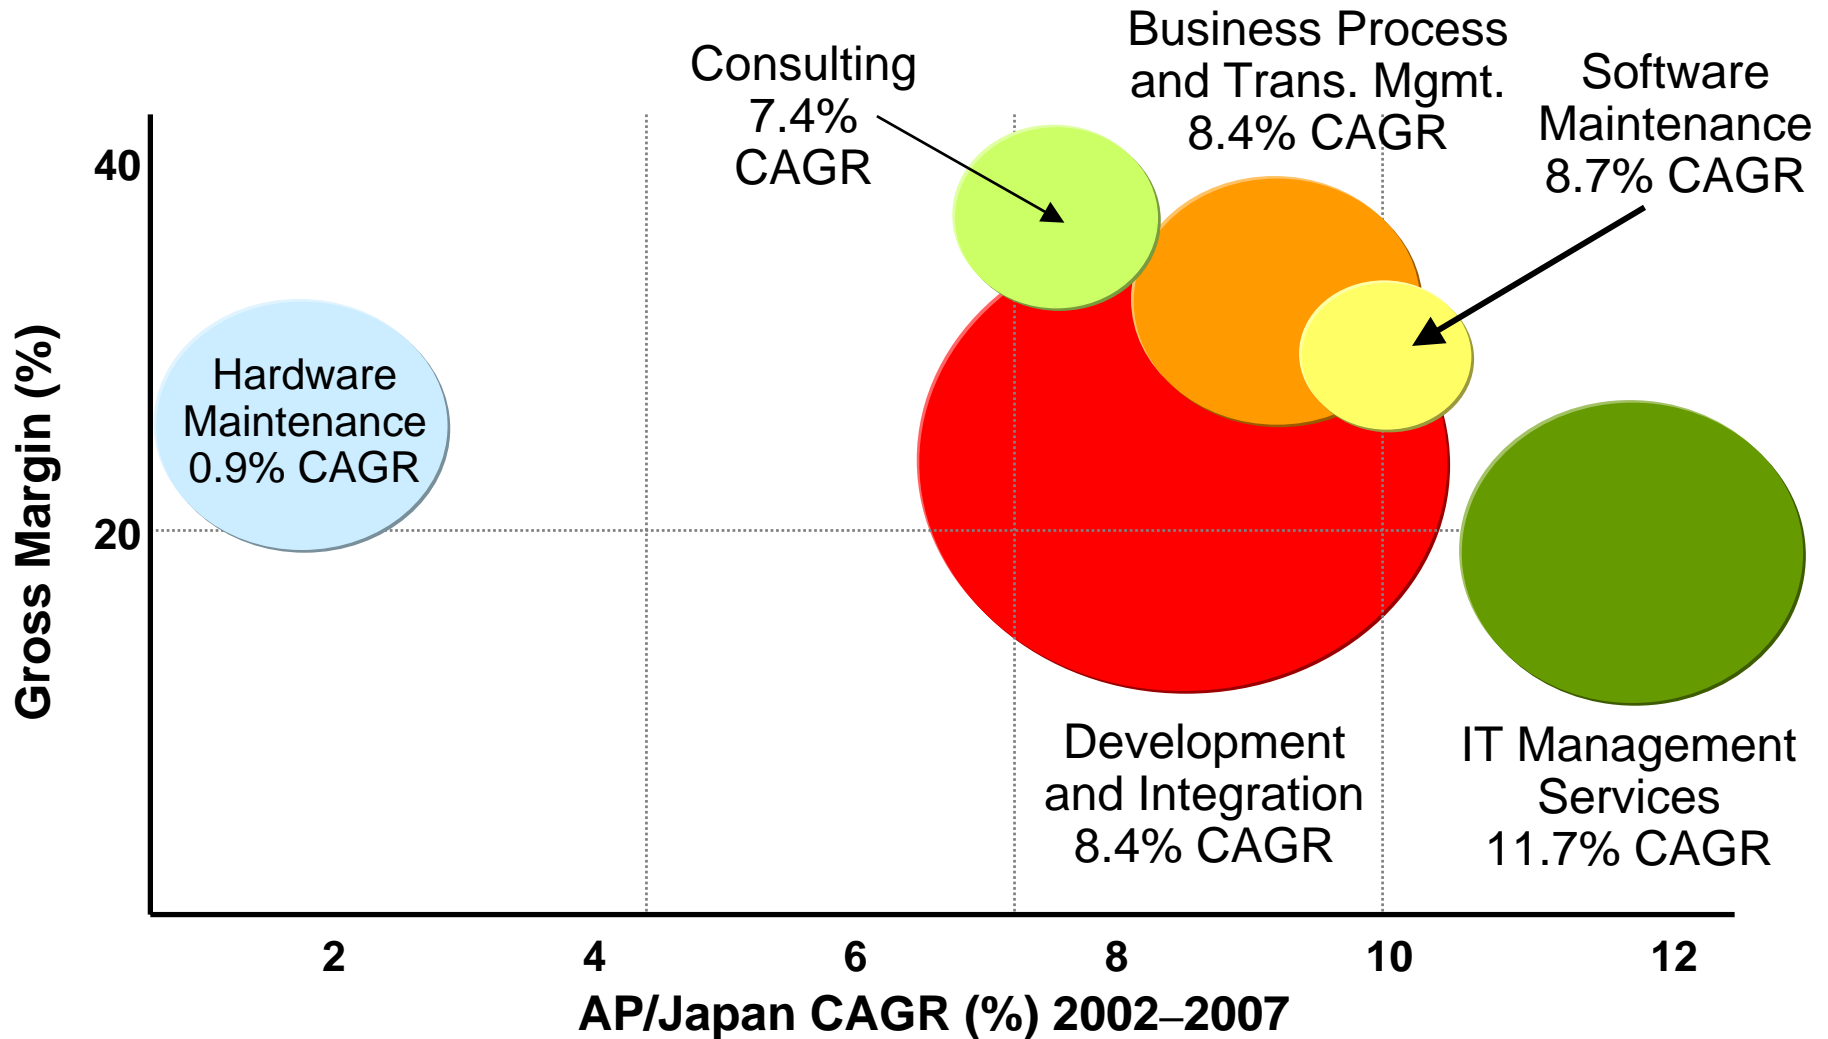 Business Process
and Trans. Mgmt.
8.4% CAGR
Consulting
7.4%
CAGR
Software
Maintenance
8.7% CAGR
40
Hardware
Maintenance
0.9% CAGR
20
Gross Margin (%)
Development
and Integration
8.4% CAGR
IT Management
Services
11.7% CAGR
2 4 6 8 10 12
AP/Japan CAGR (%) 2002–2007